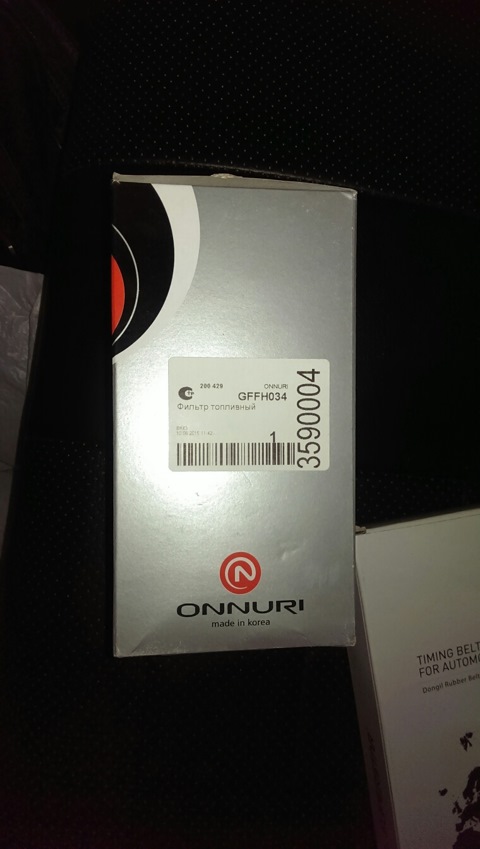 200 429
ONNURI
GFFH034
Фильтр топливный
1
3590004
ONNURI
made in korea
TIMING BELT
FOR AUTOMO
Dongil Rubber Belt